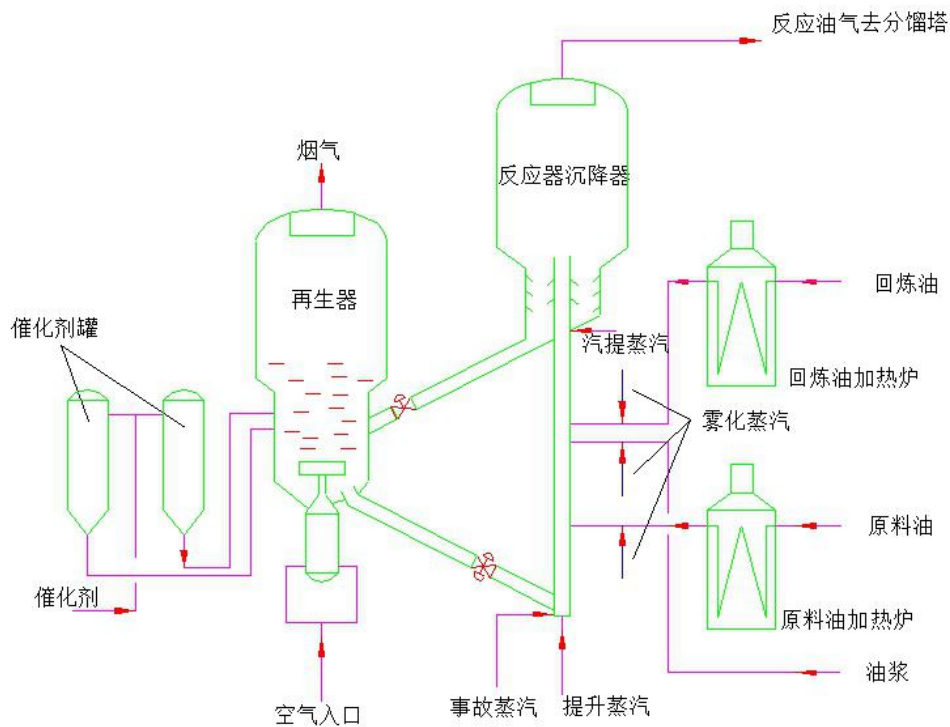 反应油气去分馏塔
烟气
反应器沉降器
再生器
回炼油
催化剂罐
汽提蒸汽
回炼油加热炉
雾化蒸汽
原料油
催化剂
原料油加热炉
油浆
事故蒸汽
提升蒸汽
空气入口